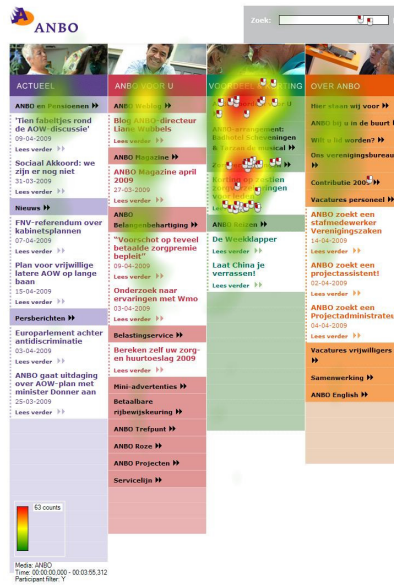 ANBO
Zoek:
ACTUEEL
ANBO en Pensioenen
'Tien fabeltjes rond
de AOW-discussie'
09-04-2009
Lees verder
Sociaal Akkoord: we
zijn er nog niet
31-03-2009
Lees verder
Nieuws
FNV-referendum over
kabinetsplannen
07-04-2009
Lees verder
Plan voor vrijwillige
latere AOW op lange
baan
15-04-2009
Lees verder
Persberichten
Europarlement achter
antidiscriminatie
03-04-2009
Lees verder
ANBO gaat uitdaging
over AOW-plan met
minister Donner aan
25-03-2009
Lees verder
ANBO VOOR U
ANBO Weblog
Blog ANBO-directeur
Liane Wubbels
Lees verder
ANBO Magazine
ANBO Magazine april
2009
27-03-2009
Lees verder
ANBO
Belangenbehartiging
"Voorschot op teveel
betaalde zorgpremie
bepleit"
09-04-2009
Lees verder
Onderzoek naar
ervaringen met Wmo
03-04-2009
Lees verder
Belastingservice
Bereken zelf uw zorg-
en huurtoeslag 2009
Lees verder
Mini-advertenties
Betaalbare
rijbewijskeuring
ANBO Trefpunt
ANBO Roze
ANBO Projecten
Servicelijn
VOORDEEL
ANBO-arrangement:
Radhotel Scheveningen
& Tarzan de musical
Korting op
ANBO Reizen
De Weekklapper
Lees verder
Laat China je
verrassen!
Lees verder
OVER ANBO
Hier staan wij voor
ANBO bij u in de buurt
Wilt u lid worden?
Ons verenigingsbureau
Contributie 2009
Vacatures personeel
ANBO zoekt een
stafmedewerker
Verenigingszaken
14-04-2009
Lees verder
ANBO zoekt een
projectassistent!
02-04-2009
Lees verder
ANBO zoekt een
Projectadministrateu
04-04-2009
Lees verder
Vacatures vrijwilligers
Samenwerking
ANBO English
63 counts
Media: ANBO
Time: 00:00:00,000 - 00:03:55,312
Participant filter: Y